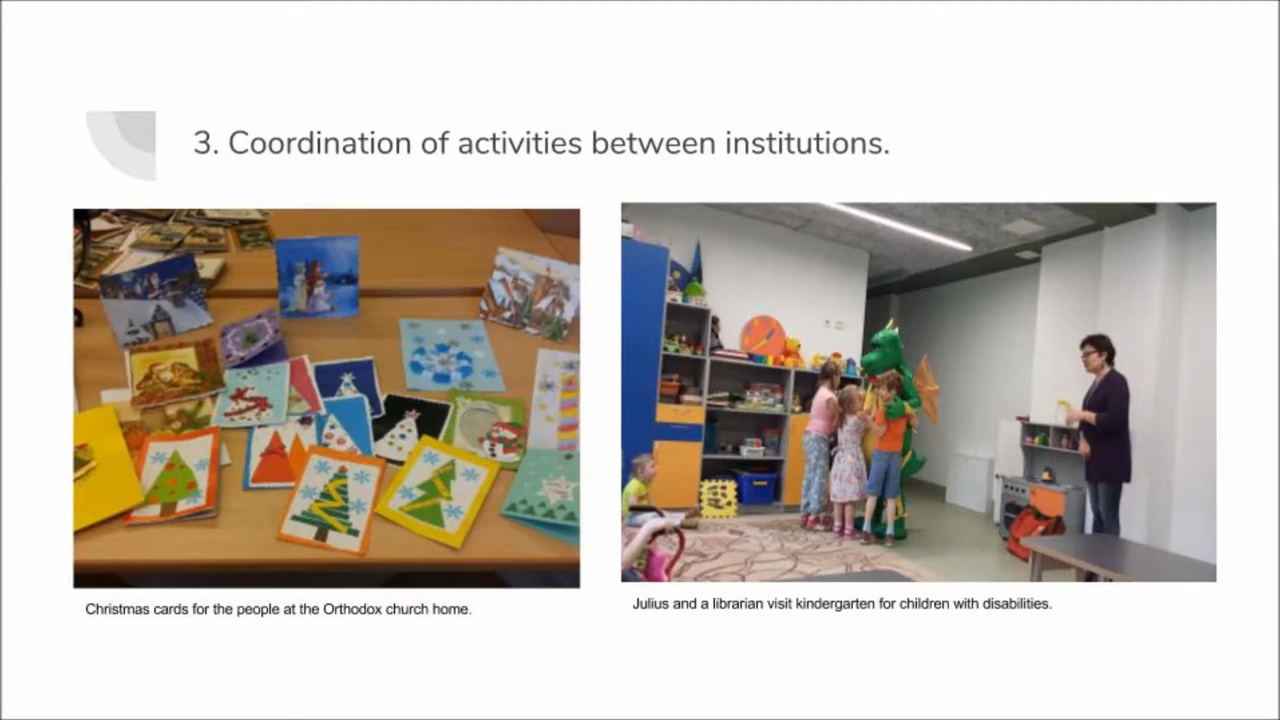 3. Coordination of activities between institutions.
Christmas cards for the people at the Orthodox church home.
Julius and a librarian visit kindergarten for children with disabilities.